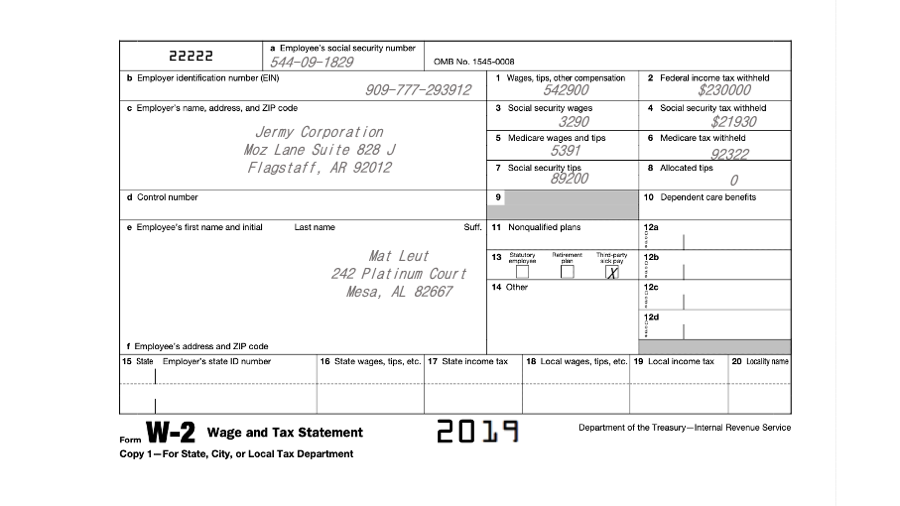 22222
a Employee's social security number
544-09-1829
OMB No. 1545-0008
b Employer identification number (EIN)
909-777-293912
1 Wages, tips, other compensation
542900
2 Federal income tax withheld
$230000
c Employer's name, address, and ZIP code
Jermy Corporation
Moz Lane Suite 828 J
Flagstaff, AR 92012
3 Social security wages
3290
4 Social security tax withheld
$21930
5 Medicare wages and tips
5391
6 Medicare tax withheld
92322
7 Social security tips
89200
8 Allocated tips
0
d Control number
9
10 Dependent care benefits
e Employee's first name and initial Last name Suff.
Mat Leut
242 Platinum Court
Mesa, AL 82667
11 Nonqualified plans
12a
Code
13 Statutory employee
Retirement plan
Third-party sick pay
X
12b
Code
14 Other
12c
Code
12d
Code
f Employee's address and ZIP code
15 State Employer's state ID number
16 State wages, tips, etc.
17 State income tax
18 Local wages, tips, etc.
19 Local income tax
20 Locality name
Form W-2 Wage and Tax Statement
2019
Department of the Treasury—Internal Revenue Service
Copy 1—For State, City, or Local Tax Department